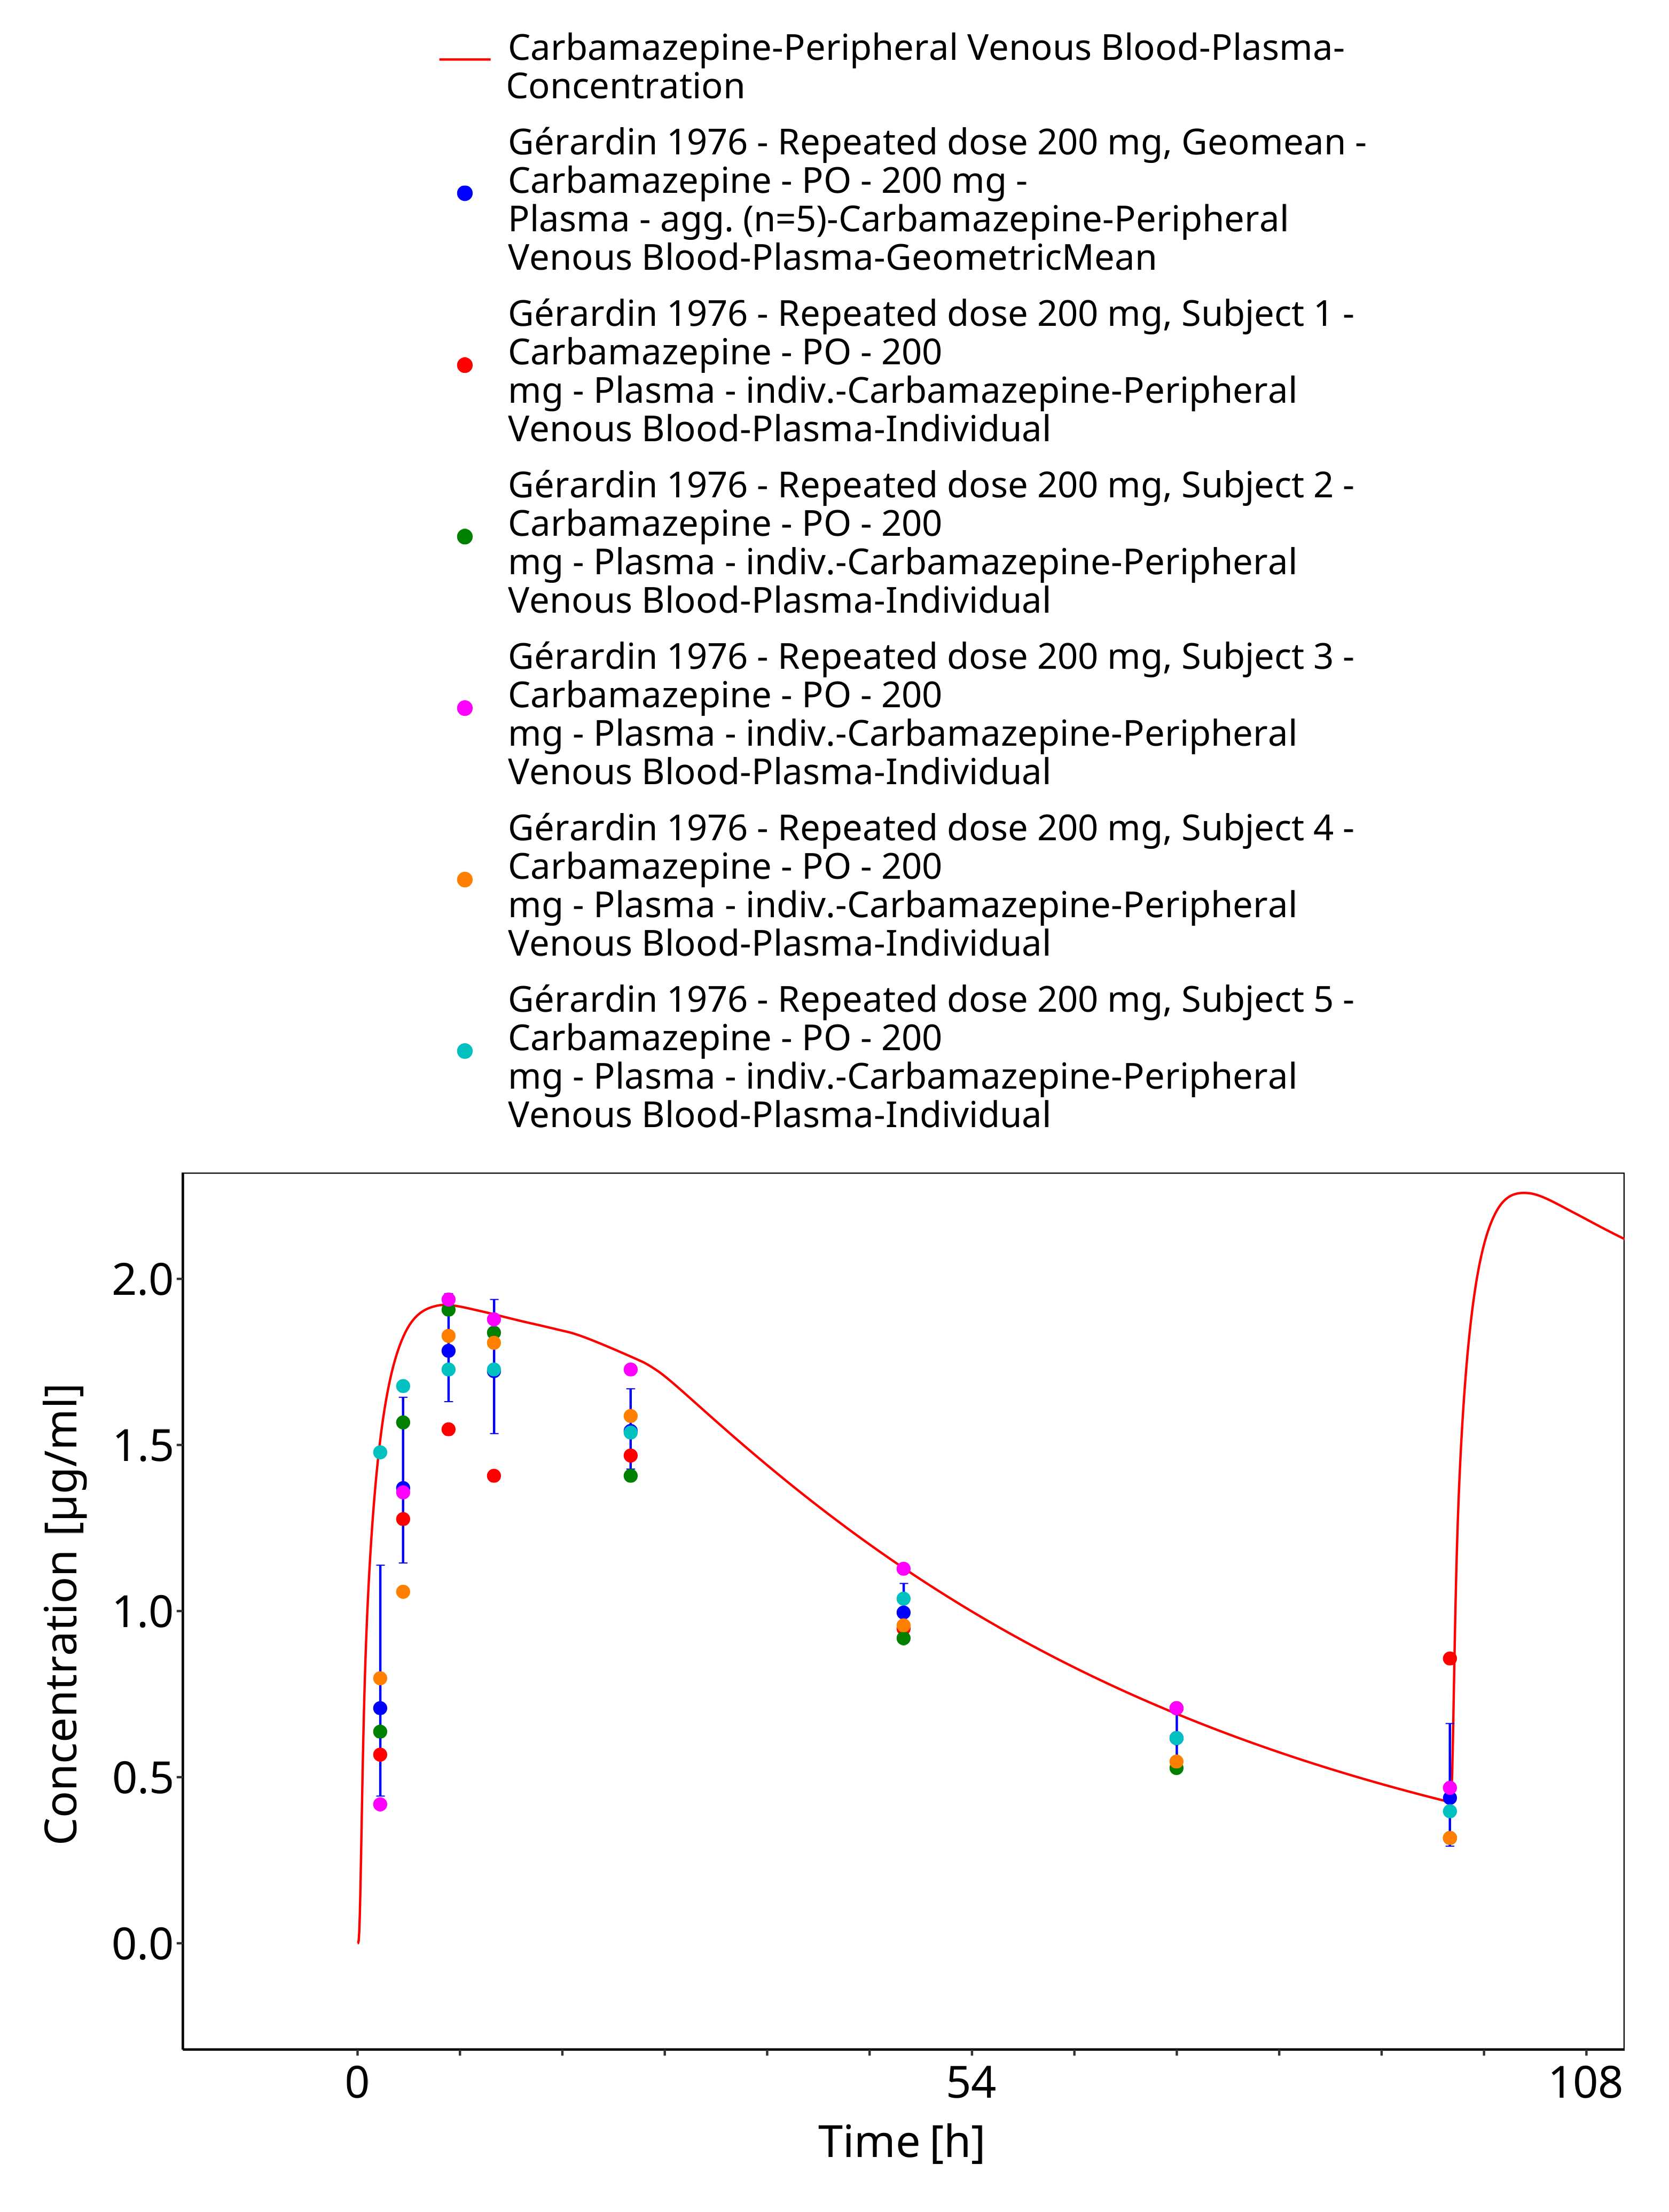 Carbamazepine-Peripheral Venous Blood-Plasma-
Concentration
Gérardin 1976 - Repeated dose 200 mg, Geomean -
Carbamazepine - PO - 200 mg -
Plasma - agg. (n=5)-Carbamazepine-Peripheral
Venous Blood-Plasma-GeometricMean
Gérardin 1976 - Repeated dose 200 mg, Subject 1 -
Carbamazepine - PO - 200
mg - Plasma - indiv.-Carbamazepine-Peripheral
Venous Blood-Plasma-Individual
Gérardin 1976 - Repeated dose 200 mg, Subject 2 -
Carbamazepine - PO - 200
mg - Plasma - indiv.-Carbamazepine-Peripheral
Venous Blood-Plasma-Individual
Gérardin 1976 - Repeated dose 200 mg, Subject 3 -
Carbamazepine - PO - 200
mg - Plasma - indiv.-Carbamazepine-Peripheral
Venous Blood-Plasma-Individual
Gérardin 1976 - Repeated dose 200 mg, Subject 4 -
Carbamazepine - PO - 200
mg - Plasma - indiv.-Carbamazepine-Peripheral
Venous Blood-Plasma-Individual
Gérardin 1976 - Repeated dose 200 mg, Subject 5 -
Carbamazepine - PO - 200
mg - Plasma - indiv.-Carbamazepine-Peripheral
Venous Blood-Plasma-Individual
Concentration [µg/ml]
2.0
1.5
1.0
0.5
0.0
0
54
108
Time [h]